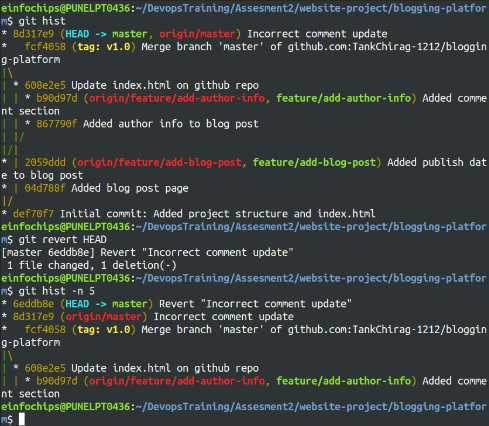 einfochips@PUNELPT0436:~/DevopsTraining/Assesment2/website-project/blogging-platfor
m$ git hist
* 8d317e9 (HEAD -> master, origin/master) Incorrect comment update
*   fcf4058 (tag: v1.0) Merge branch 'master' of github.com:TankChirag-1212/bloggin
g-platform
|\
| * 608e2e5 Update index.html on github repo
| | * b90d97d (origin/feature/add-author-info, feature/add-author-info) Added comme
nt section
| | * 867790f Added author info to blog post
| |/
|/|
* | 2059ddd (origin/feature/add-blog-post, feature/add-blog-post) Added publish dat
e to blog post
* | 04d788f Added blog post page
|/
* def70f7 Initial commit: Added project structure and index.html
einfochips@PUNELPT0436:~/DevopsTraining/Assesment2/website-project/blogging-platfor
m$ git revert HEAD
[master 6eddb8e] Revert "Incorrect comment update"
 1 file changed, 1 deletion(-)
einfochips@PUNELPT0436:~/DevopsTraining/Assesment2/website-project/blogging-platfor
m$ git hist -n 5
* 6eddb8e (HEAD -> master) Revert "Incorrect comment update"
* 8d317e9 (origin/master) Incorrect comment update
*   fcf4058 (tag: v1.0) Merge branch 'master' of github.com:TankChirag-1212/bloggin
g-platform
|\
| * 608e2e5 Update index.html on github repo
| | * b90d97d (origin/feature/add-author-info, feature/add-author-info) Added comme
nt section
einfochips@PUNELPT0436:~/DevopsTraining/Assesment2/website-project/blogging-platfor
m$